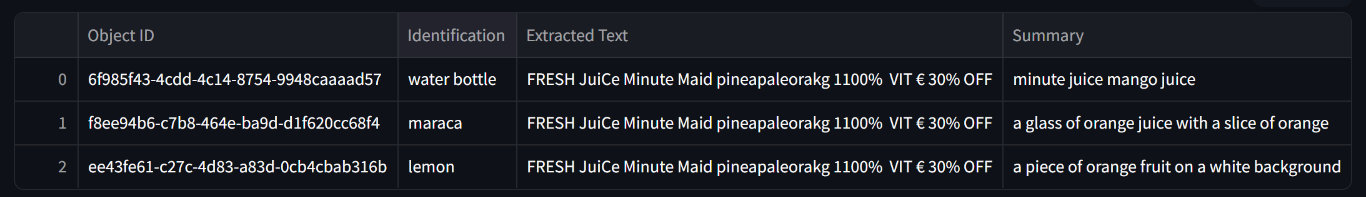 Object ID Identification Extracted Text Summary
0 6f985f43-4cdd-4c14-8754-9948caaaad57 water bottle FRESH JuiCe Minute Maid pineapaleorakg 1100% VIT € 30% OFF minute juice mango juice
1 f8ee94b6-c7b8-464e-ba9d-d1f620cc68f4 maraca FRESH JuiCe Minute Maid pineapaleorakg 1100% VIT € 30% OFF a glass of orange juice with a slice of orange
2 ee43fe61-c27c-4d83-a83d-0cb4cbab316b lemon FRESH JuiCe Minute Maid pineapaleorakg 1100% VIT € 30% OFF a piece of orange fruit on a white background